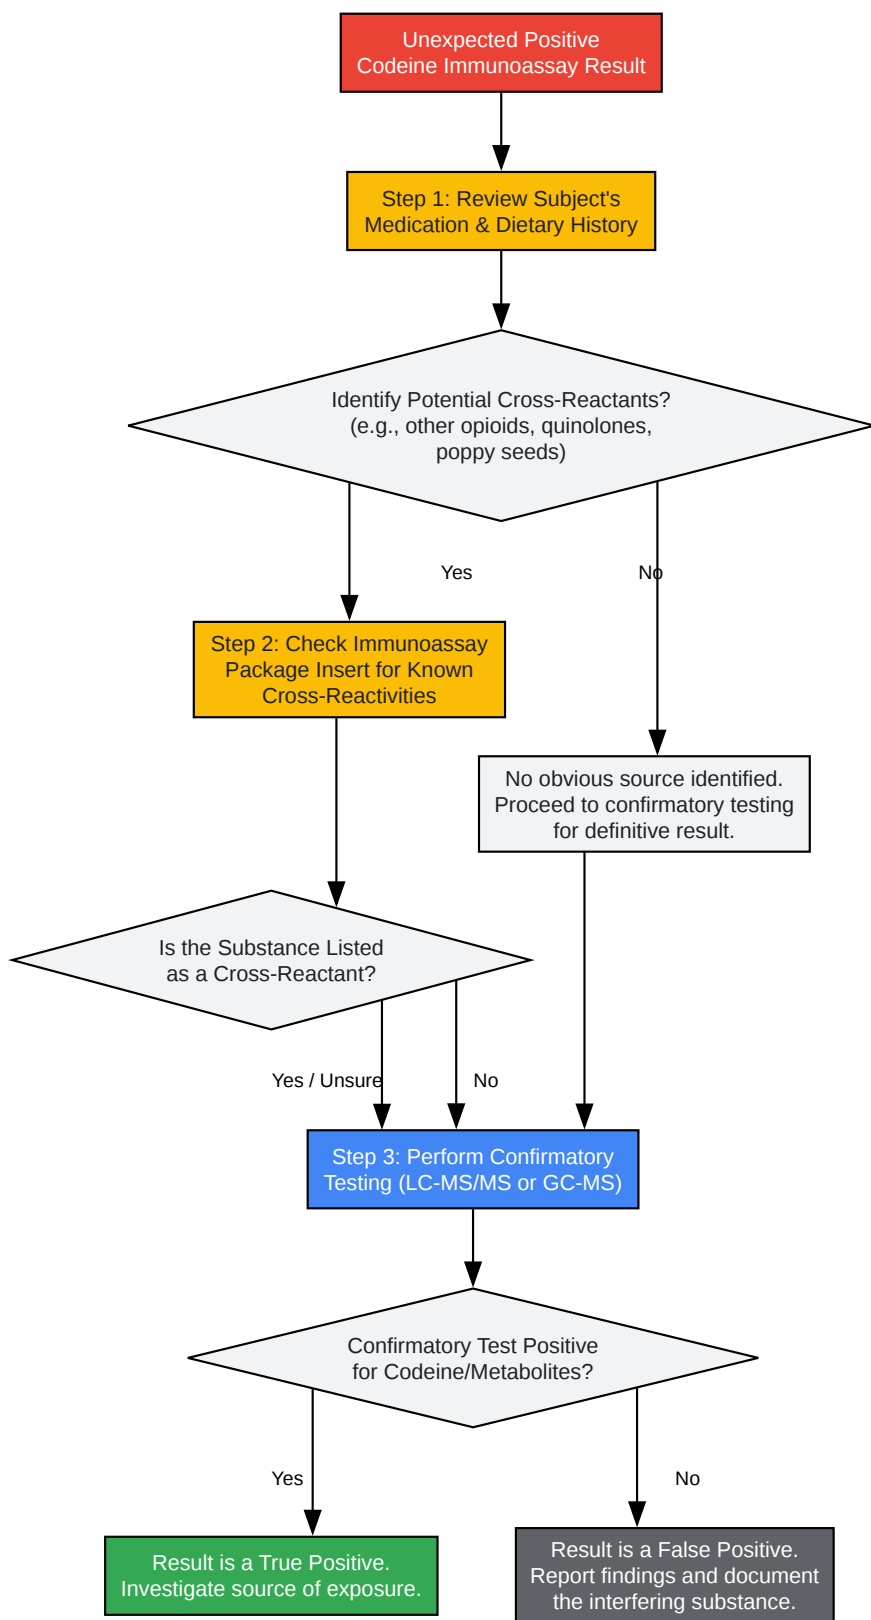 Unexpected Positive
Codeine Immunoassay Result
Step 1: Review Subject's
Medication & Dietary History
Identify Potential Cross-Reactants?
(e.g., other opioids, quinolones,
poppy seeds)
Yes
No
Step 2: Check Immunoassay
Package Insert for Known
Cross-Reactivities
No obvious source identified.
Proceed to confirmatory testing
for definitive result.
Is the Substance Listed
as a Cross-Reactant?
Yes / Unsure
No
Step 3: Perform Confirmatory
Testing (LC-MS/MS or GC-MS)
Confirmatory Test Positive
for Codeine/Metabolites?
Yes
No
Result is a True Positive.
Investigate source of exposure.
Result is a False Positive.
Report findings and document
the interfering substance.